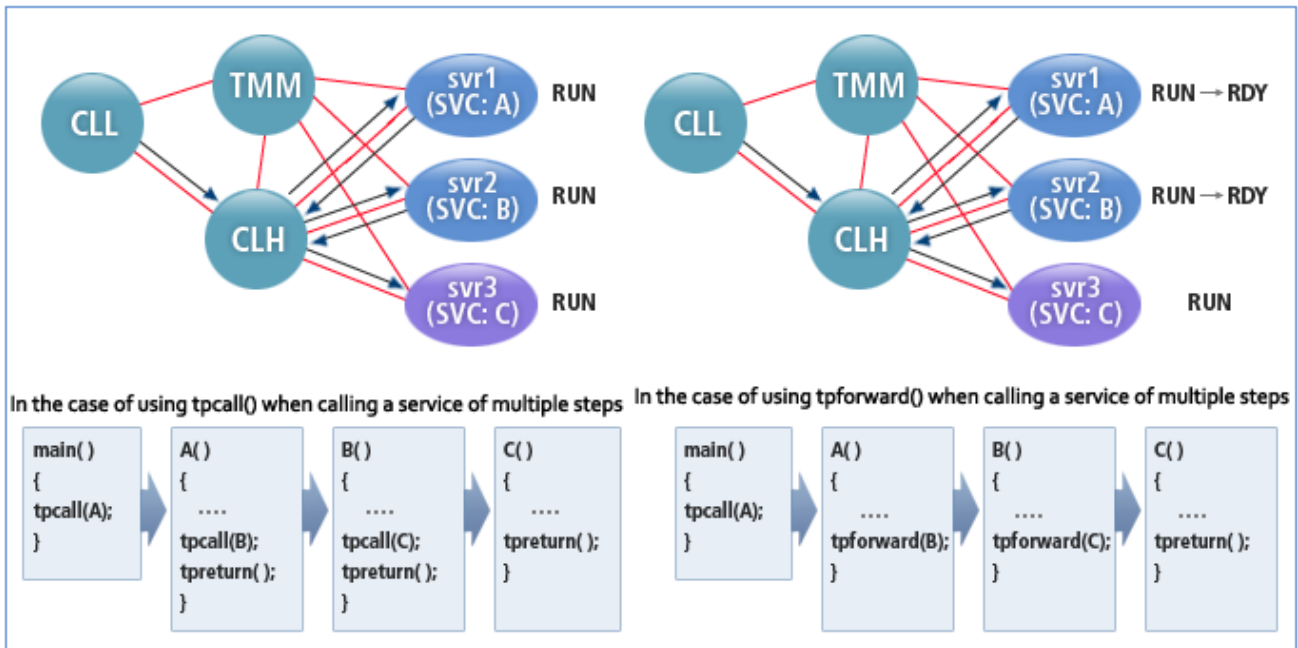 CLL
TMM
CLH
svr1
(SVC: A)
RUN
svr2
(SVC: B)
RUN
svr3
(SVC: C)
RUN
CLL
TMM
CLH
svr1
(SVC: A)
RUN → RDY
svr2
(SVC: B)
RUN → RDY
svr3
(SVC: C)
RUN
In the case of using tpcall() when calling a service of multiple steps
main( )
{
tpcall(A);
}
A( )
{
....
tpcall(B);
tpreturn( );
}
B( )
{
....
tpcall(C);
tpreturn( );
}
C( )
{
....
tpreturn( );
}
In the case of using tpforward() when calling a service of multiple steps
main( )
{
tpcall(A);
}
A( )
{
....
tpforward(B);
}
B( )
{
....
tpforward(C);
}
C( )
{
....
tpreturn( );
}